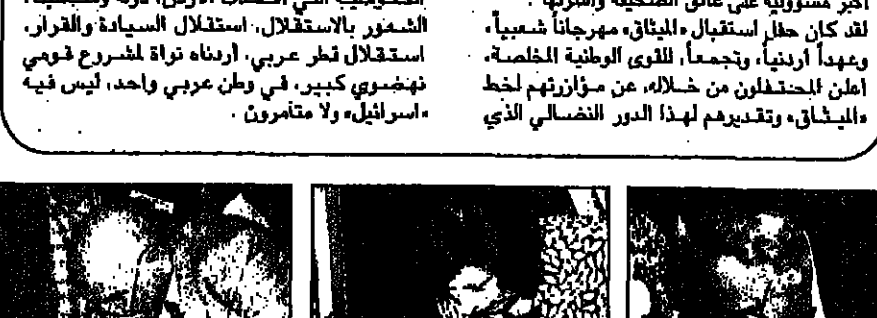 أكبر مسؤولية على عاتق الصحيفة وأسرتها .
لقد كان حفل استقبال «الميثاق» مهرجاناً شعبياً،
وعهداً أردنياً، وتجمعاً، للقوى الوطنية المخلصة،
أعلن المحتفلون من خلاله، عن مؤازرتهم لخط
«الميثاق» وتقديرهم لهذا الدور النضالي الذي
الشعور بالاستقلال، استقلال السيادة والقرار،
استقلال قطر عربي، أردناه نواة لمشروع قومي
نهضوي كبير، في وطن عربي واحد، ليس فيه
«اسرائيل» ولا متآمرون .